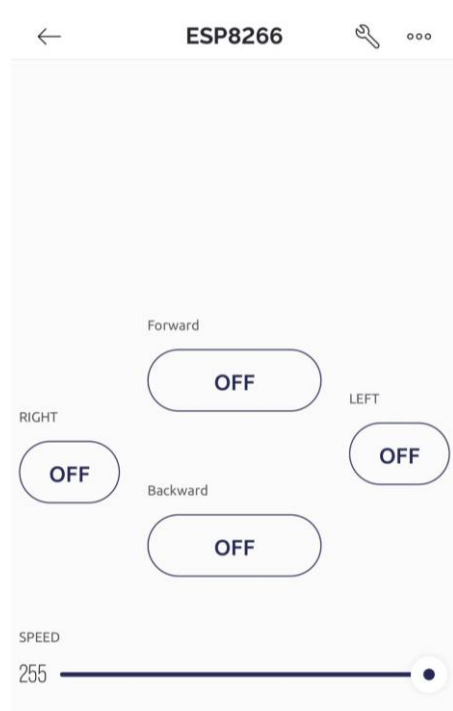 ESP8266
Forward
OFF
LEFT
RIGHT
OFF
OFF
Backward
OFF
SPEED
255